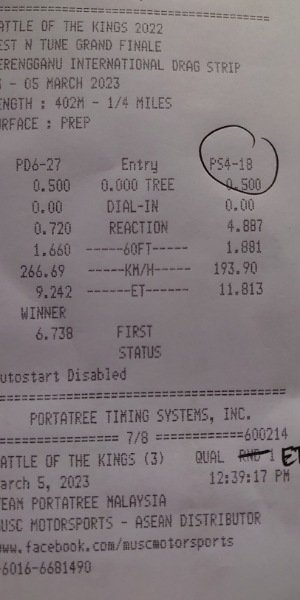 ATTLE OF THE KINGS 2022
EST N TUNE GRAND FINALE
ERENGGANU INTERNATIONAL DRAG STRIP
- 05 MARCH 2023
ENGTH : 402M - 1/4 MILES
URFACE : PREP
PD6-27 Entry PS4-18
0.500 0.000 TREE 0.500
0.00 DIAL-IN 0.00
0.720 REACTION 4.887
1.660 -----60FT----- 1.881
266.69 -----KM/H----- 193.90
9.242 ------ET------ 11.813
WINNER
6.738 FIRST
STATUS
utostart Disabled
PORTATREE TIMING SYSTEMS, INC.
============== 7/8 ============600214
ATTLE OF THE KINGS (3) QUAL RND 1 ET
arch 5, 2023 12:39:17 PM
TEAM PORTATREE MALAYSIA
MUSC MOTORSPORTS - ASEAN DISTRIBUTOR
www.facebook.com/muscmotorsports
-6016-6681490